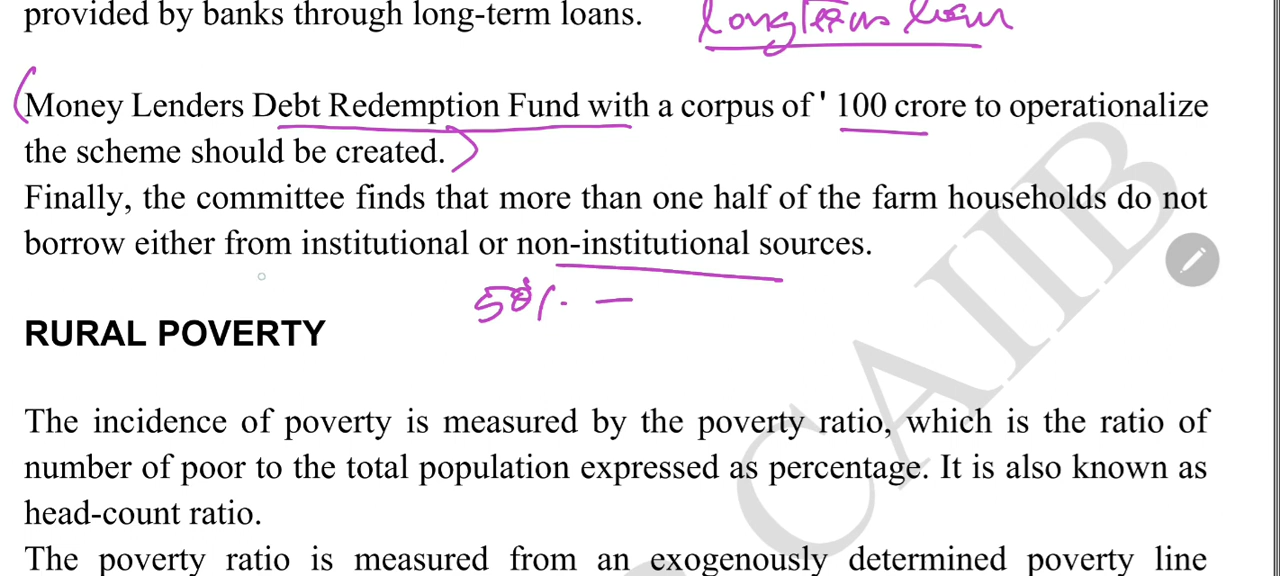 provided by banks through long-term loans. long Term loan
Money Lenders Debt Redemption Fund with a corpus of ' 100 crore to operationalize
the scheme should be created.
Finally, the committee finds that more than one half of the farm households do not
borrow either from institutional or non-institutional sources.
50% —
RURAL POVERTY
The incidence of poverty is measured by the poverty ratio, which is the ratio of
number of poor to the total population expressed as percentage. It is also known as
head-count ratio.
The poverty ratio is measured from an exogenously determined poverty line
CAIIB